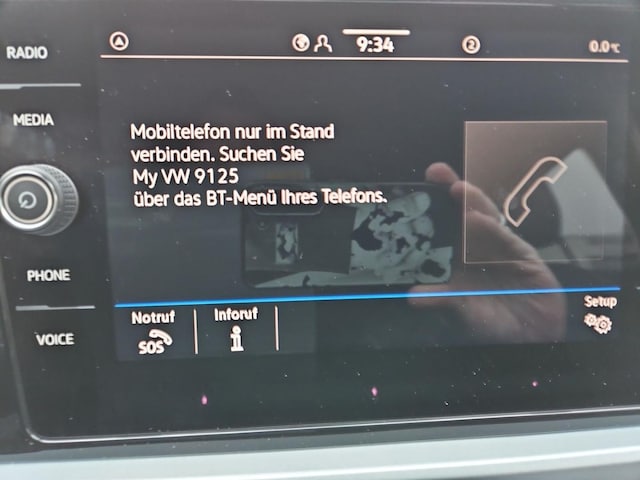 RADIO
MEDIA
PHONE
VOICE
9:34
2
0.0°C
Mobiltelefon nur im Stand
verbinden. Suchen Sie
My VW 9125
über das BT-Menü Ihres Telefons.
Notruf
SOS
Inforuf
i
Setup